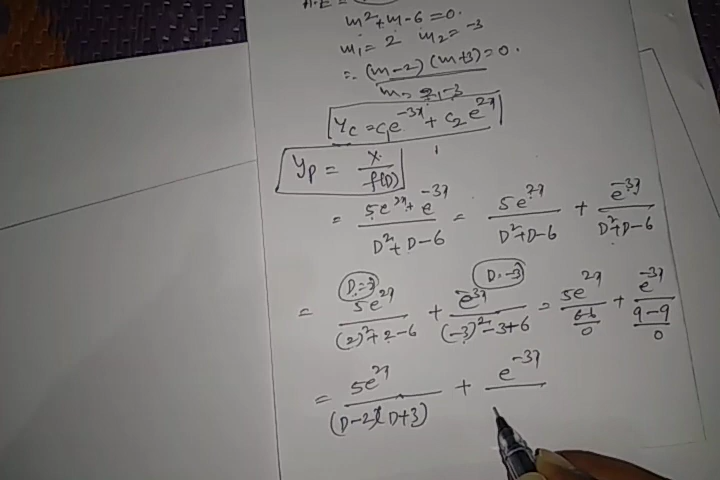 A.E =
m² + m - 6 = 0.
m₁ = 2 m₂ = -3
∴ (m-2) (m+3) = 0.
m = 2, -3
Yc = c₁e^-3x + c₂e^2x
Yp = X / f(D)
= 5e^2x + e^-3x / D² + D - 6 = 5e^2x / D² + D - 6 + e^-3x / D² + D - 6
D = 2 D = -3
= 5e^2x / (2)² + 2 - 6 + e^-3x / (-3)² - 3 + 6 = 5e^2x / 6-6 / 0 + e^-3x / 9-9 / 0
= 5e^2x / (D-2)(D+3) + e^-3x /